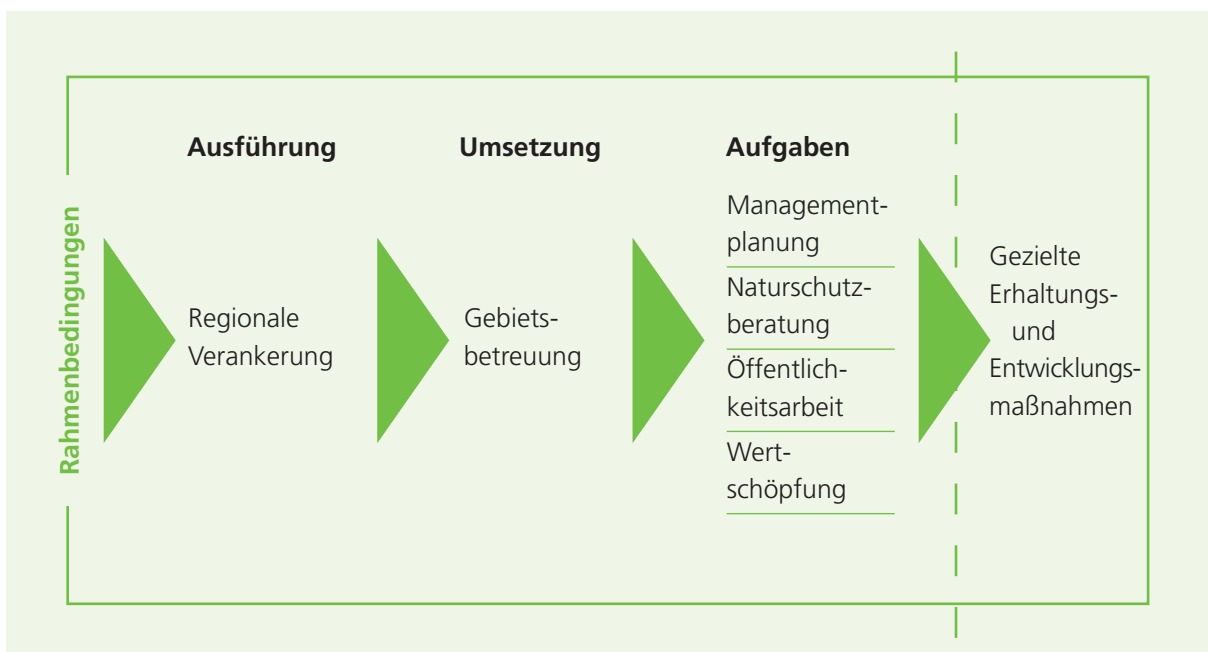 Rahmenbedingungen
Ausführung
Regionale
Verankerung
Umsetzung
Gebiets-
betreuung
Aufgaben
Management-
planung
Naturschutz-
beratung
Öffentlich-
keitsarbeit
Wert-
schöpfung
Gezielte
Erhaltungs-
und
Entwicklungs-
maßnahmen